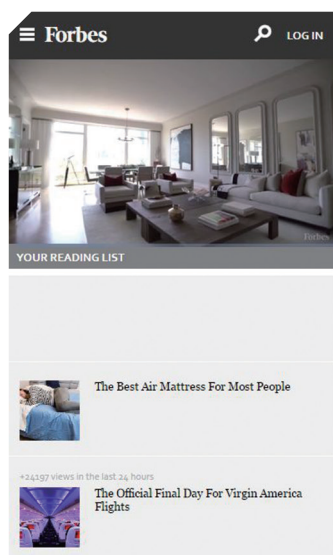 Forbes
LOG IN
Forbes
YOUR READING LIST
The Best Air Mattress For Most People
+24197 views in the last 24 hours
The Official Final Day For Virgin America
Flights